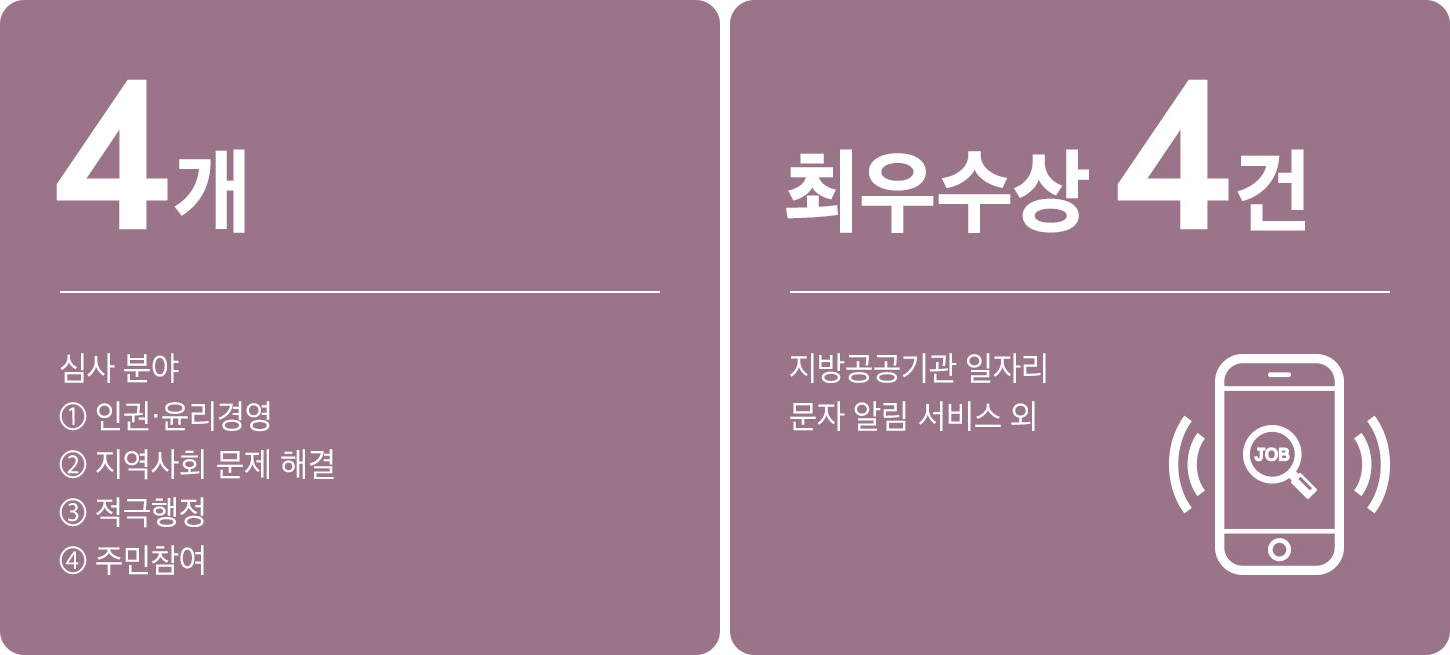 4개
심사 분야
① 인권·윤리경영
② 지역사회 문제 해결
③ 적극행정
④ 주민참여
최우수상 4건
지방공공기관 일자리
문자 알림 서비스 외
JOB